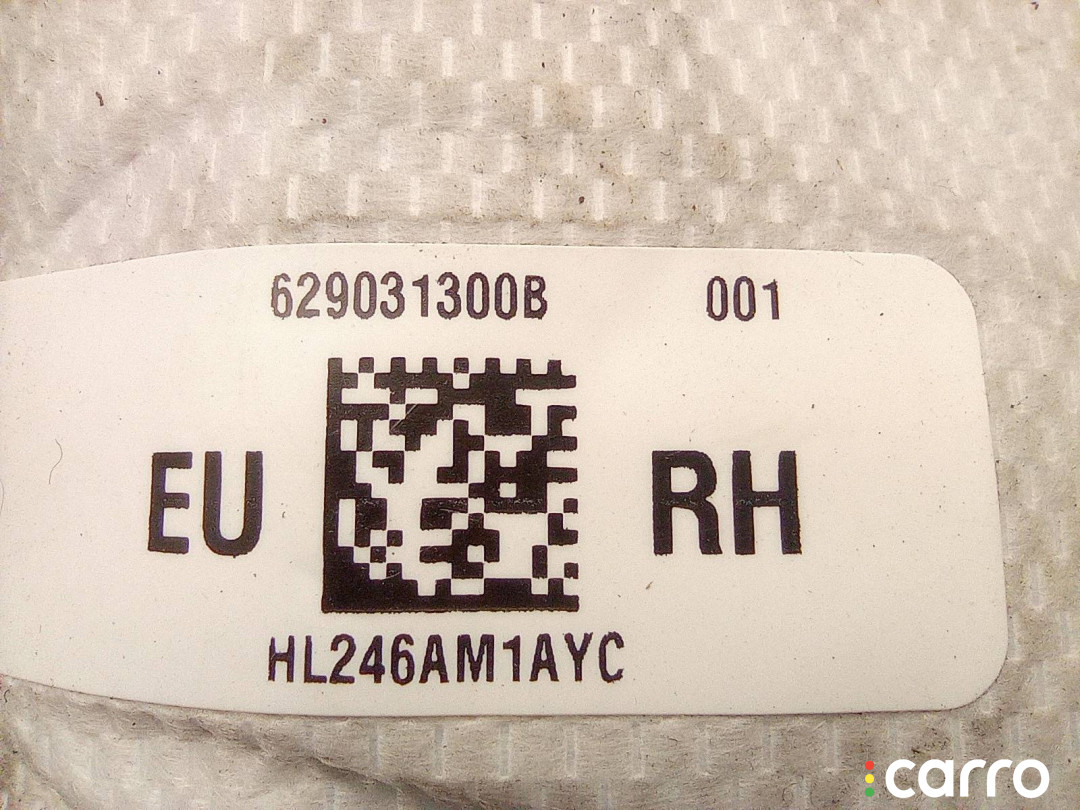 629031300B 001
EU RH
HL246AM1AYC
carro